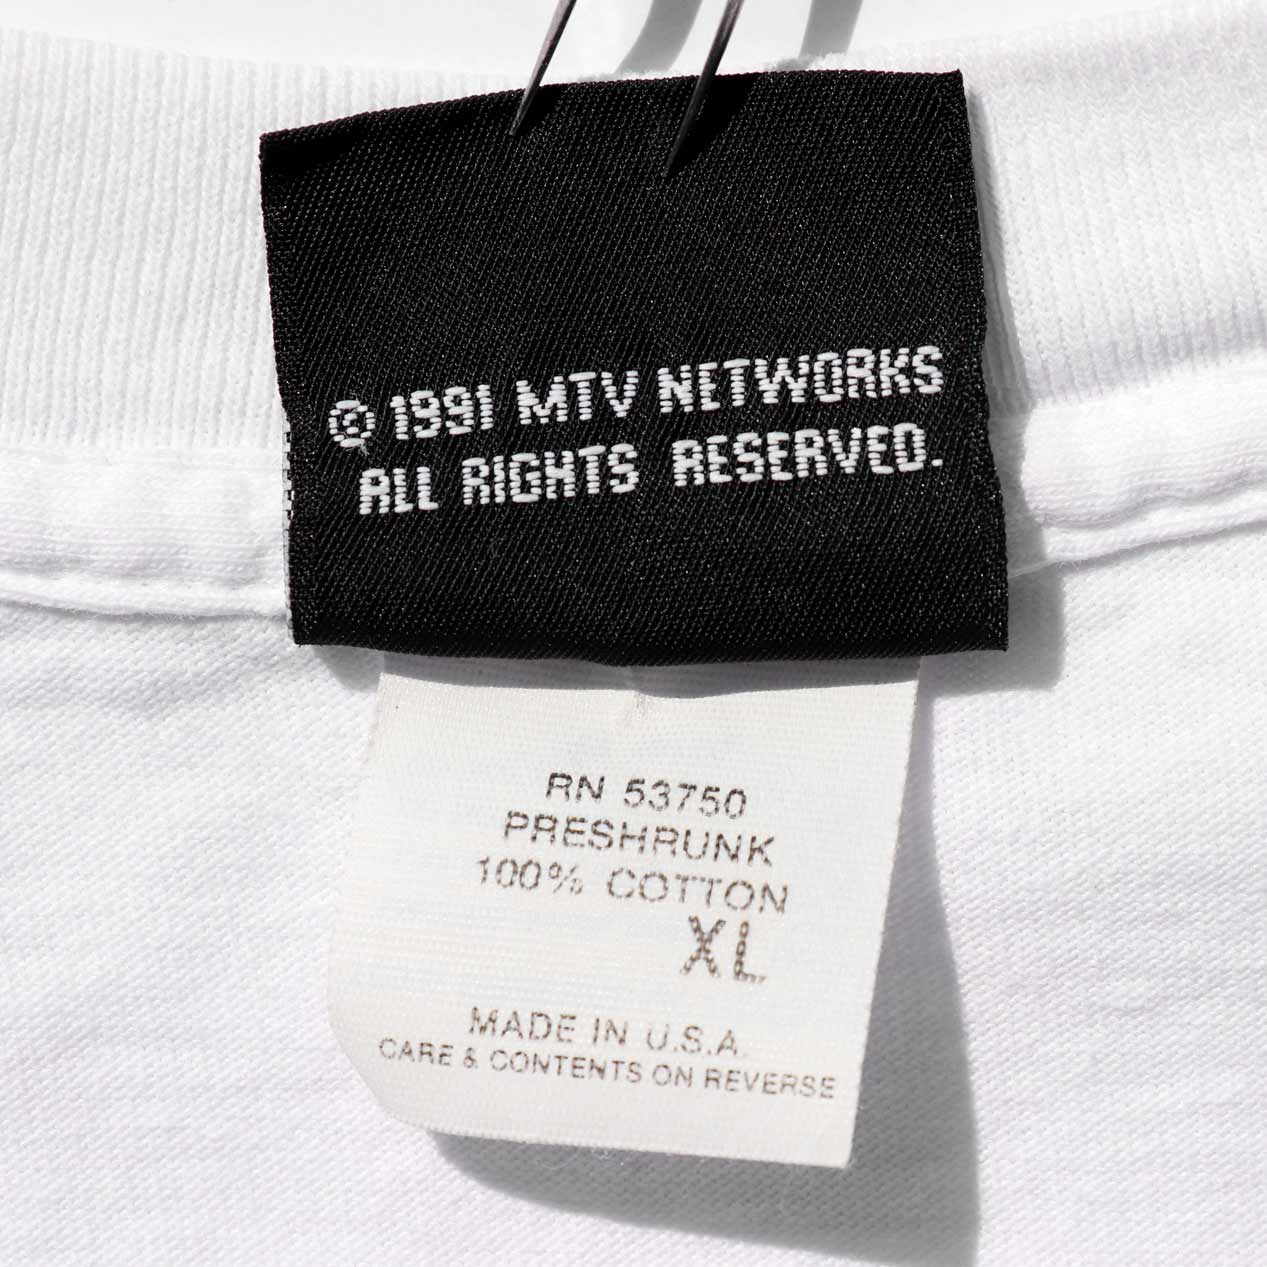 © 1991 MTV NETWORKS
ALL RIGHTS RESERVED.
RN 53750
PRESHRUNK
100% COTTON
XL
MADE IN U.S.A.
CARE & CONTENTS ON REVERSE